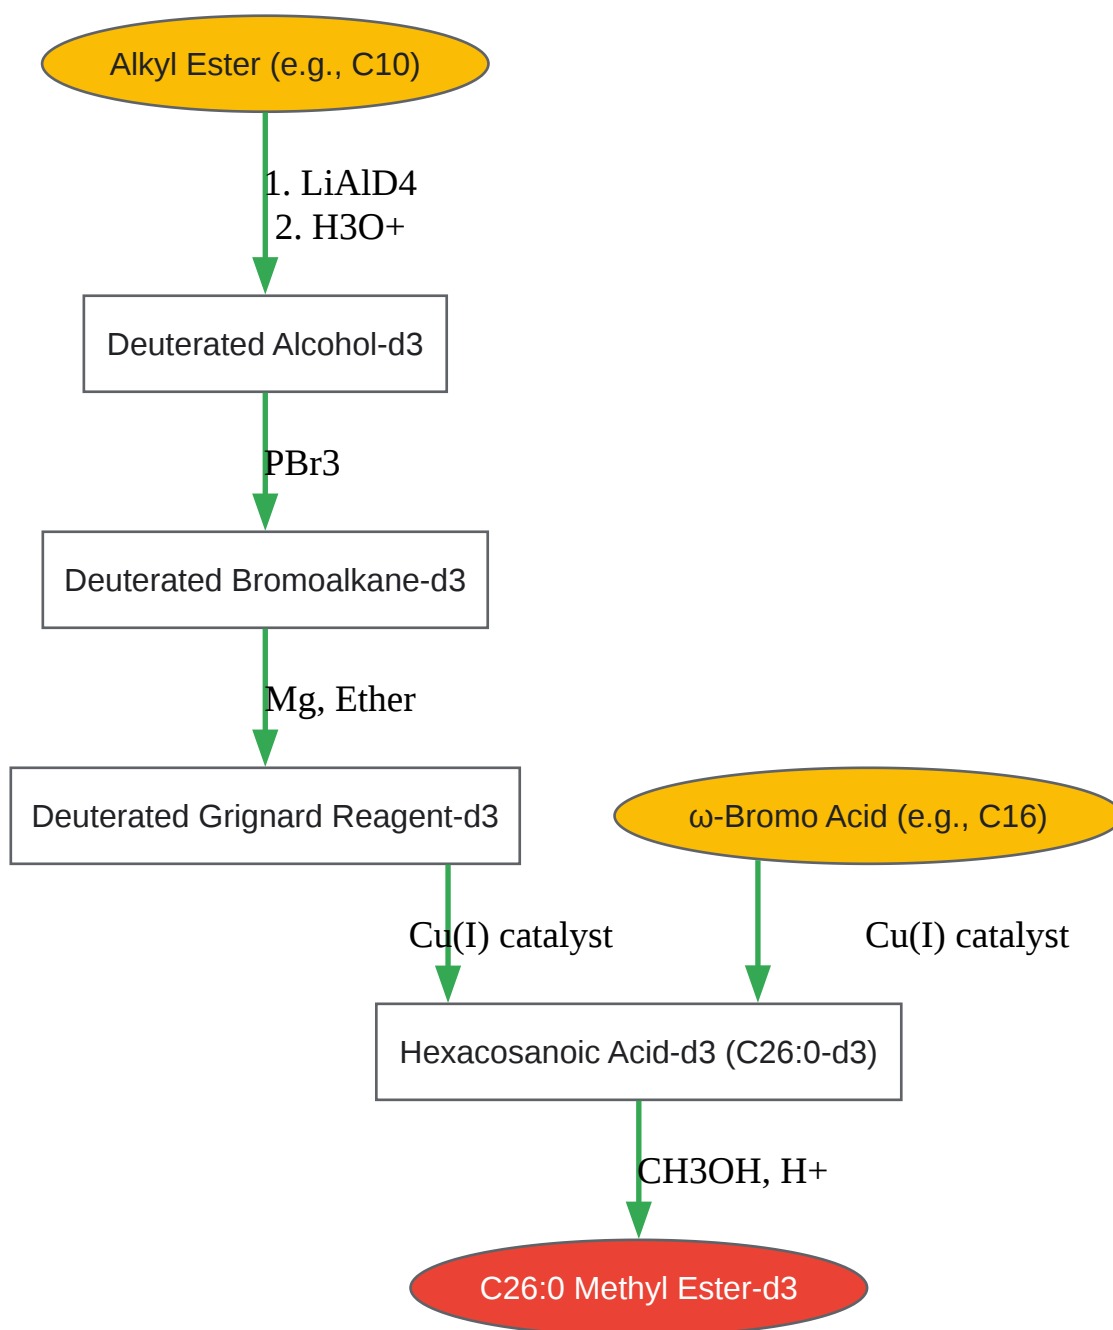 Alkyl Ester (e.g., C10)
1. LiAlD4
2. H3O+
Deuterated Alcohol-d3
PBr3
Deuterated Bromoalkane-d3
Mg, Ether
Deuterated Grignard Reagent-d3
ω-Bromo Acid (e.g., C16)
Cu(I) catalyst
Cu(I) catalyst
Hexacosanoic Acid-d3 (C26:0-d3)
CH3OH, H+
C26:0 Methyl Ester-d3